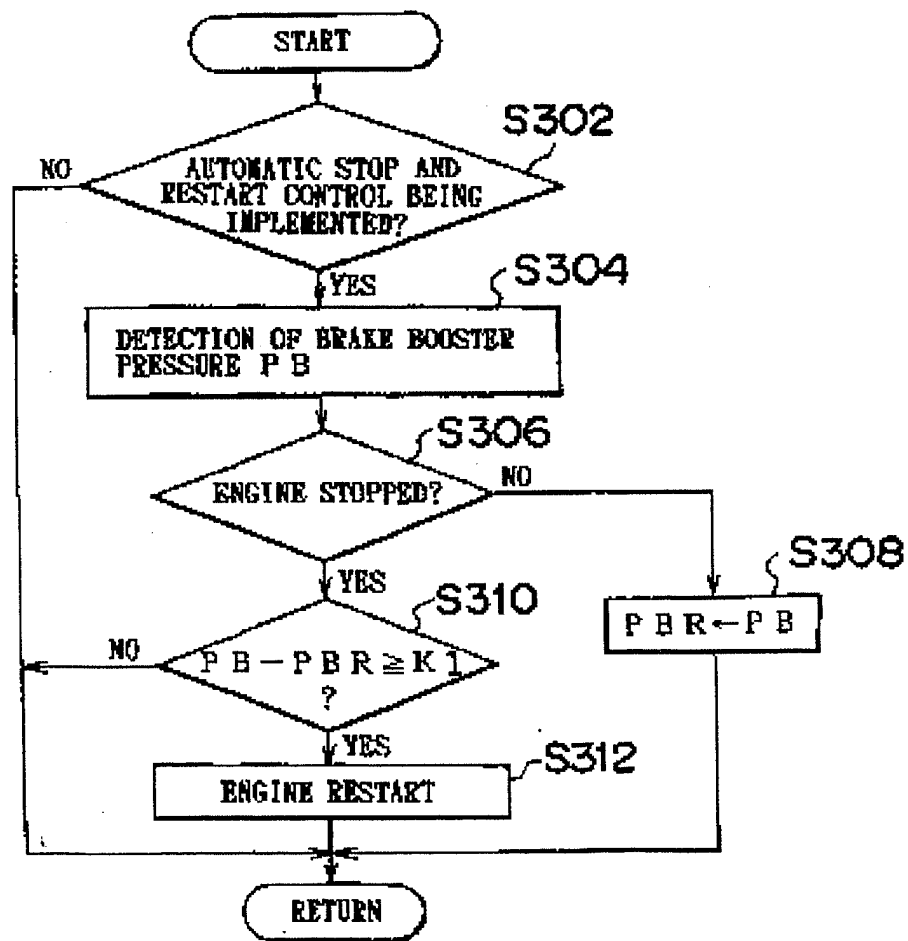 START
S302
NO
AUTOMATIC STOP AND
RESTART CONTROL BEING
IMPLEMENTED?
YES
S304
DETECTION OF BRAKE BOOSTER
PRESSURE P B
S306
ENGINE STOPPED?
NO
YES
S308
P B R ← P B
S310
NO
P B - P B R ≧ K 1
?
YES
S312
ENGINE RESTART
RETURN